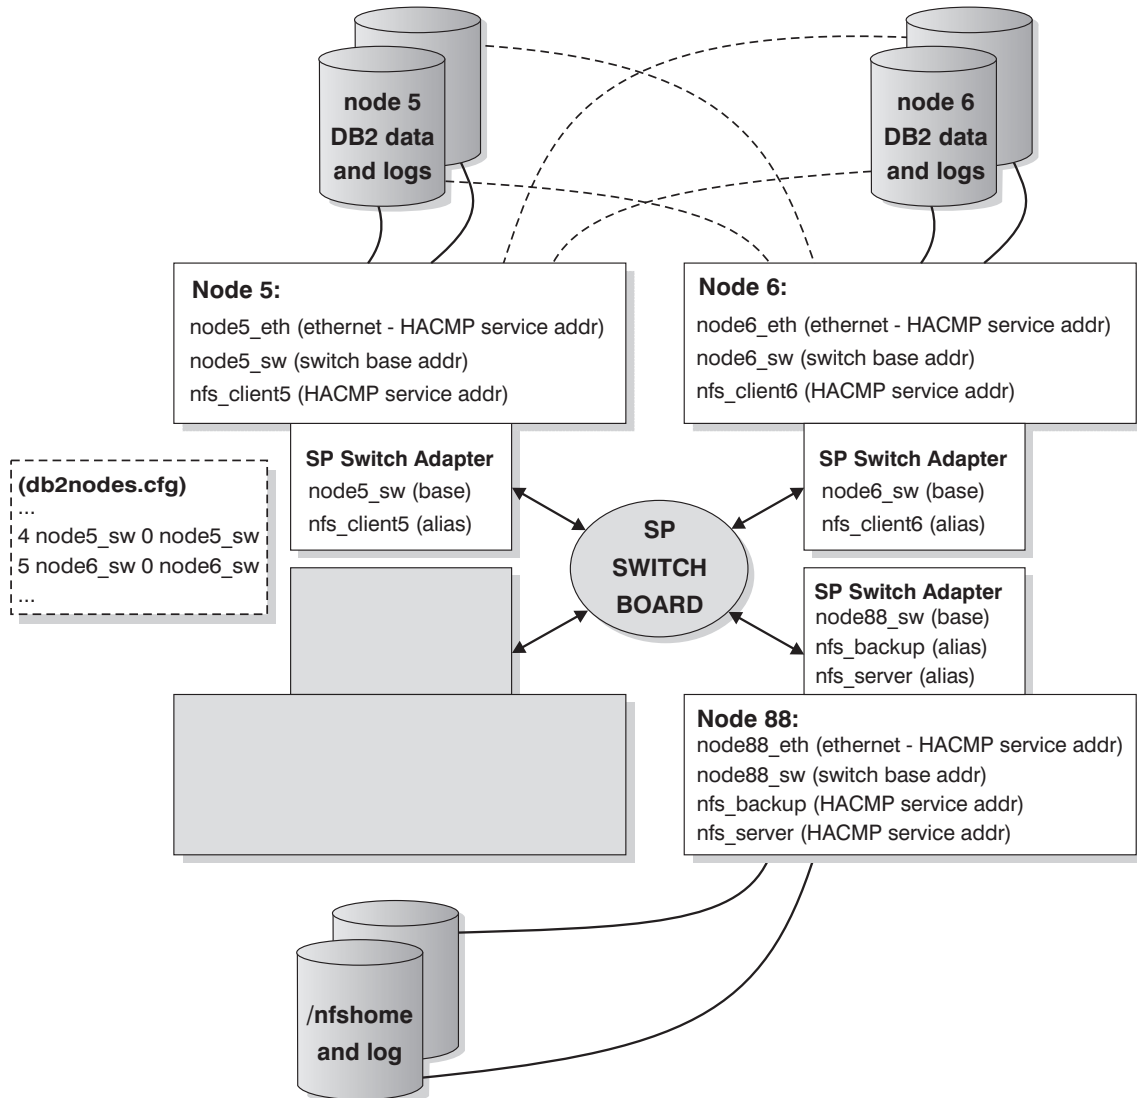 node 5
DB2 data
and logs
node 6
DB2 data
and logs
Node 5:
node5_eth (ethernet - HACMP service addr)
node5_sw (switch base addr)
nfs_client5 (HACMP service addr)
Node 6:
node6_eth (ethernet - HACMP service addr)
node6_sw (switch base addr)
nfs_client6 (HACMP service addr)
(db2nodes.cfg)
...
4 node5_sw 0 node5_sw
5 node6_sw 0 node6_sw
...
SP Switch Adapter
node5_sw (base)
nfs_client5 (alias)
SP
SWITCH
BOARD
SP Switch Adapter
node6_sw (base)
nfs_client6 (alias)
SP Switch Adapter
node88_sw (base)
nfs_backup (alias)
nfs_server (alias)
Node 88:
node88_eth (ethernet - HACMP service addr)
node88_sw (switch base addr)
nfs_backup (HACMP service addr)
nfs_server (HACMP service addr)
/nfshome
and log